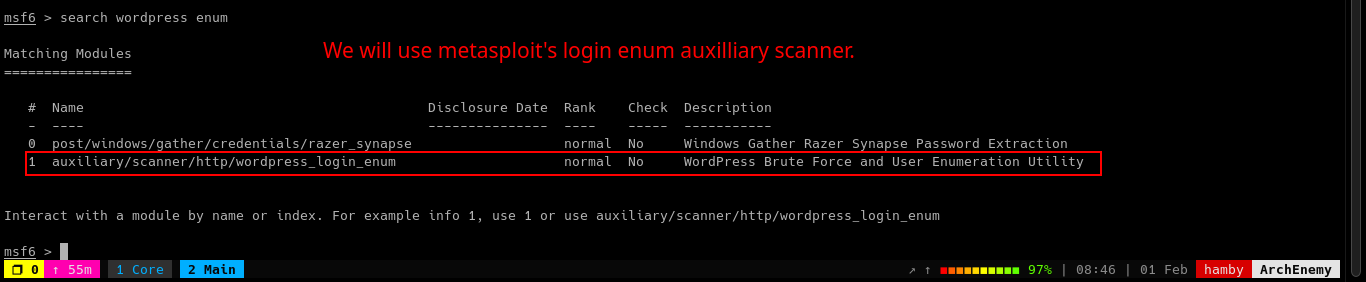 msf6 > search wordpress enum
We will use metasploit's login enum auxilliary scanner.
Matching Modules
================
#  Name  Disclosure Date  Rank  Check  Description
-  ----  ---------------  ----  -----  -----------
0  post/windows/gather/credentials/razer_synapse  normal  No  Windows Gather Razer Synapse Password Extraction
1  auxiliary/scanner/http/wordpress_login_enum  normal  No  WordPress Brute Force and User Enumeration Utility
Interact with a module by name or index. For example info 1, use 1 or use auxiliary/scanner/http/wordpress_login_enum
msf6 >
❐ 0  ↑ 55m  1 Core  2 Main  ↗ ↑ 97% | 08:46 | 01 Feb  hamby  ArchEnemy